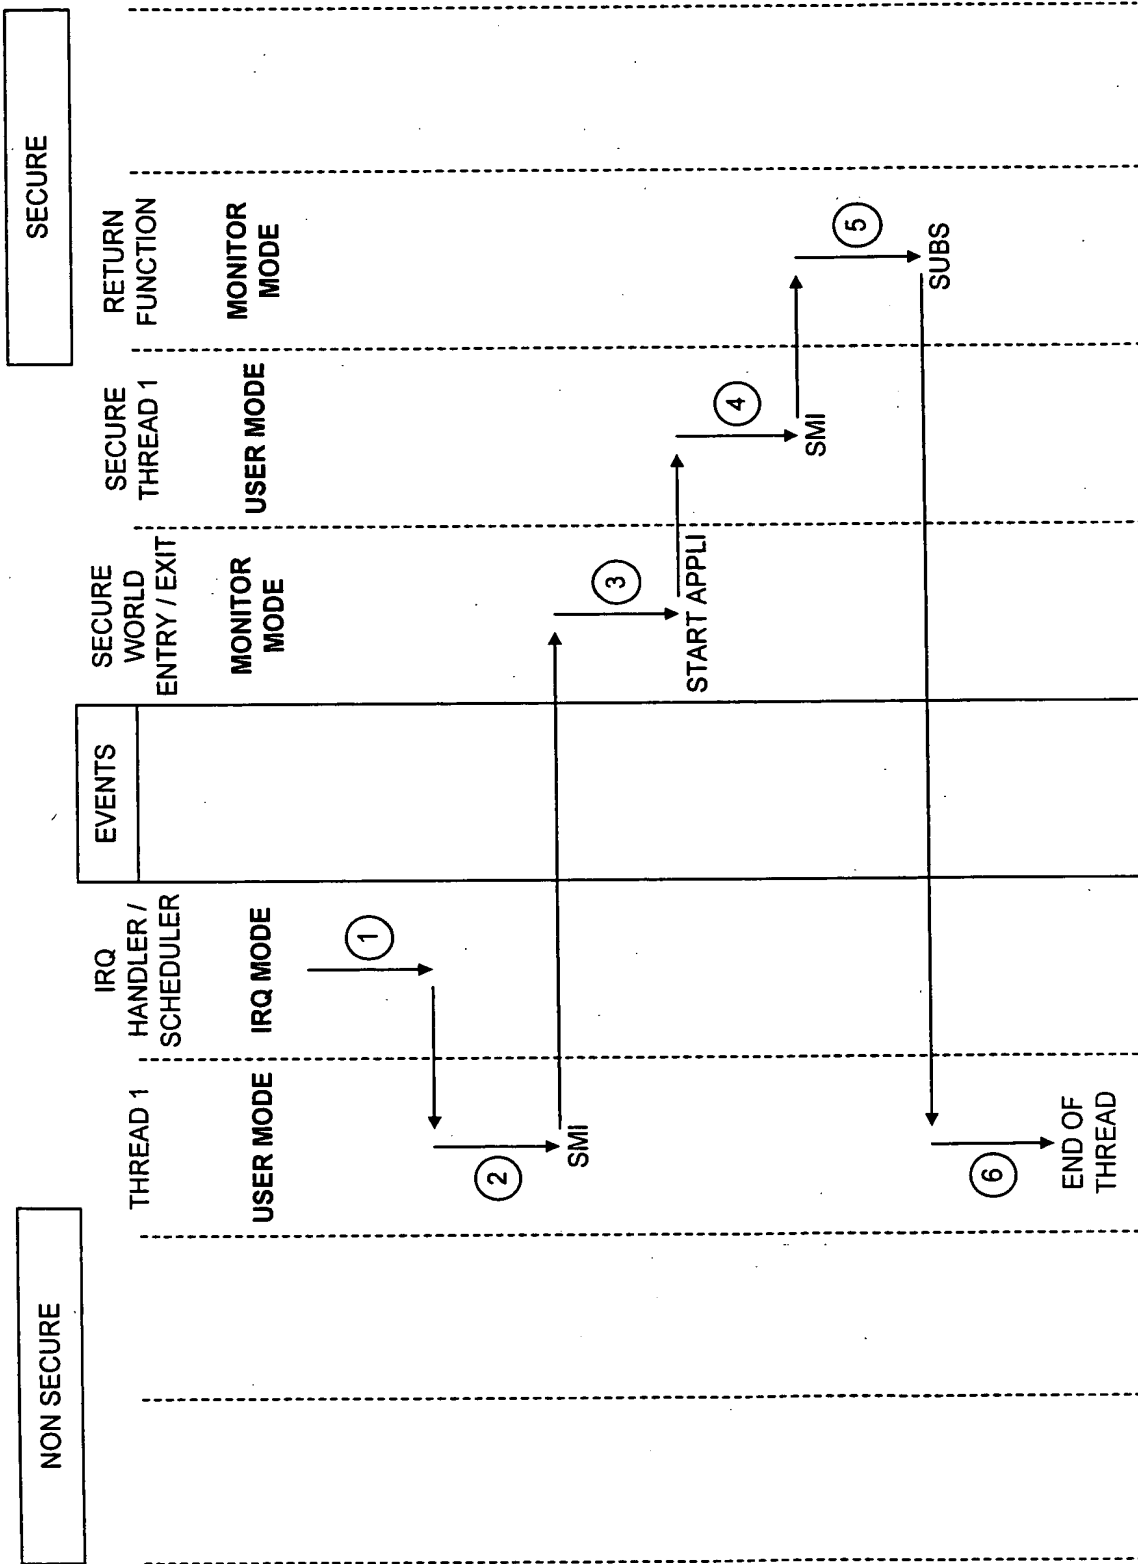 NON SECURE
SECURE
EVENTS
THREAD 1
USER MODE
IRQ
HANDLER /
SCHEDULER
IRQ MODE
SECURE
WORLD
ENTRY / EXIT
MONITOR
MODE
SECURE
THREAD 1
USER MODE
RETURN
FUNCTION
MONITOR
MODE
1
2
SMI
3
START APPLI
4
SMI
5
SUBS
6
END OF
THREAD